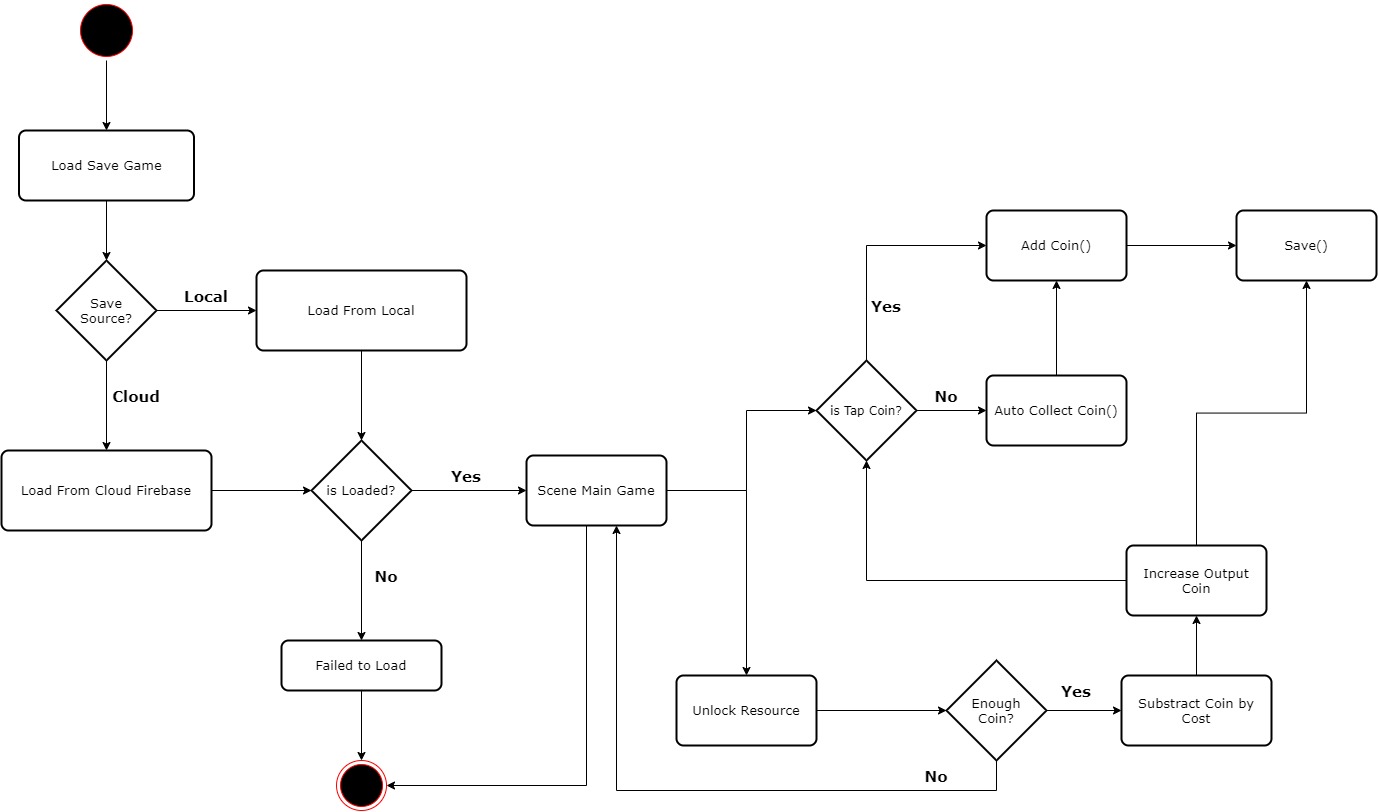 Load Save Game
Save
Source?
Local
Load From Local
Cloud
Load From Cloud Firebase
is Loaded?
Yes
Scene Main Game
No
Failed to Load
Add Coin()
Save()
Yes
is Tap Coin?
No
Auto Collect Coin()
Increase Output
Coin
Unlock Resource
Enough
Coin?
Yes
Substract Coin by
Cost
No